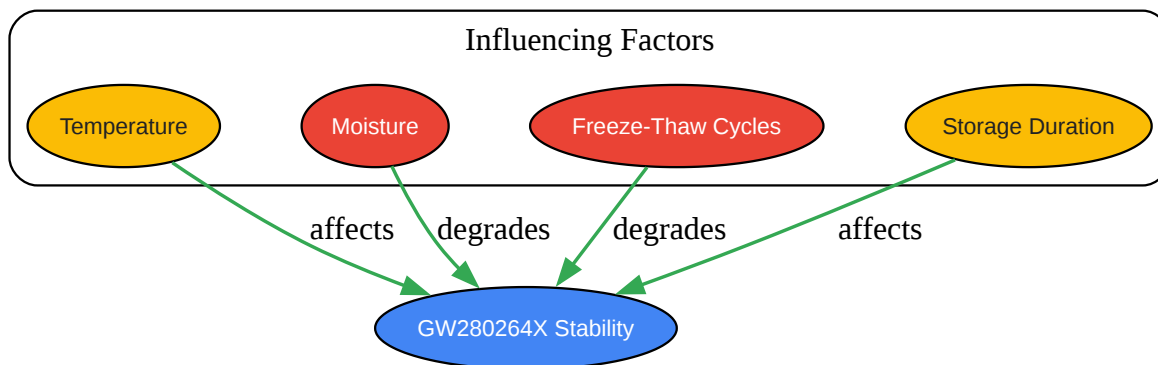 Influencing Factors
Temperature
Moisture
Freeze-Thaw Cycles
Storage Duration
affects
degrades
degrades
affects
GW280264X Stability